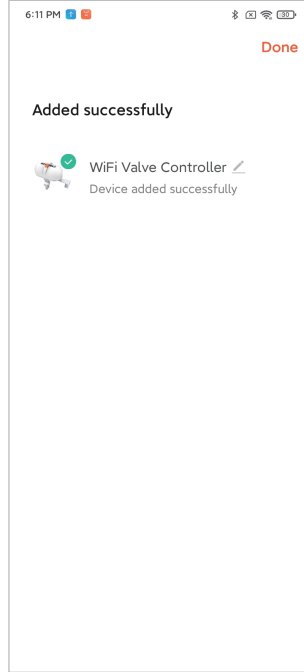 6:11 PM
30
Done
Added successfully
WiFi Valve Controller
Device added successfully